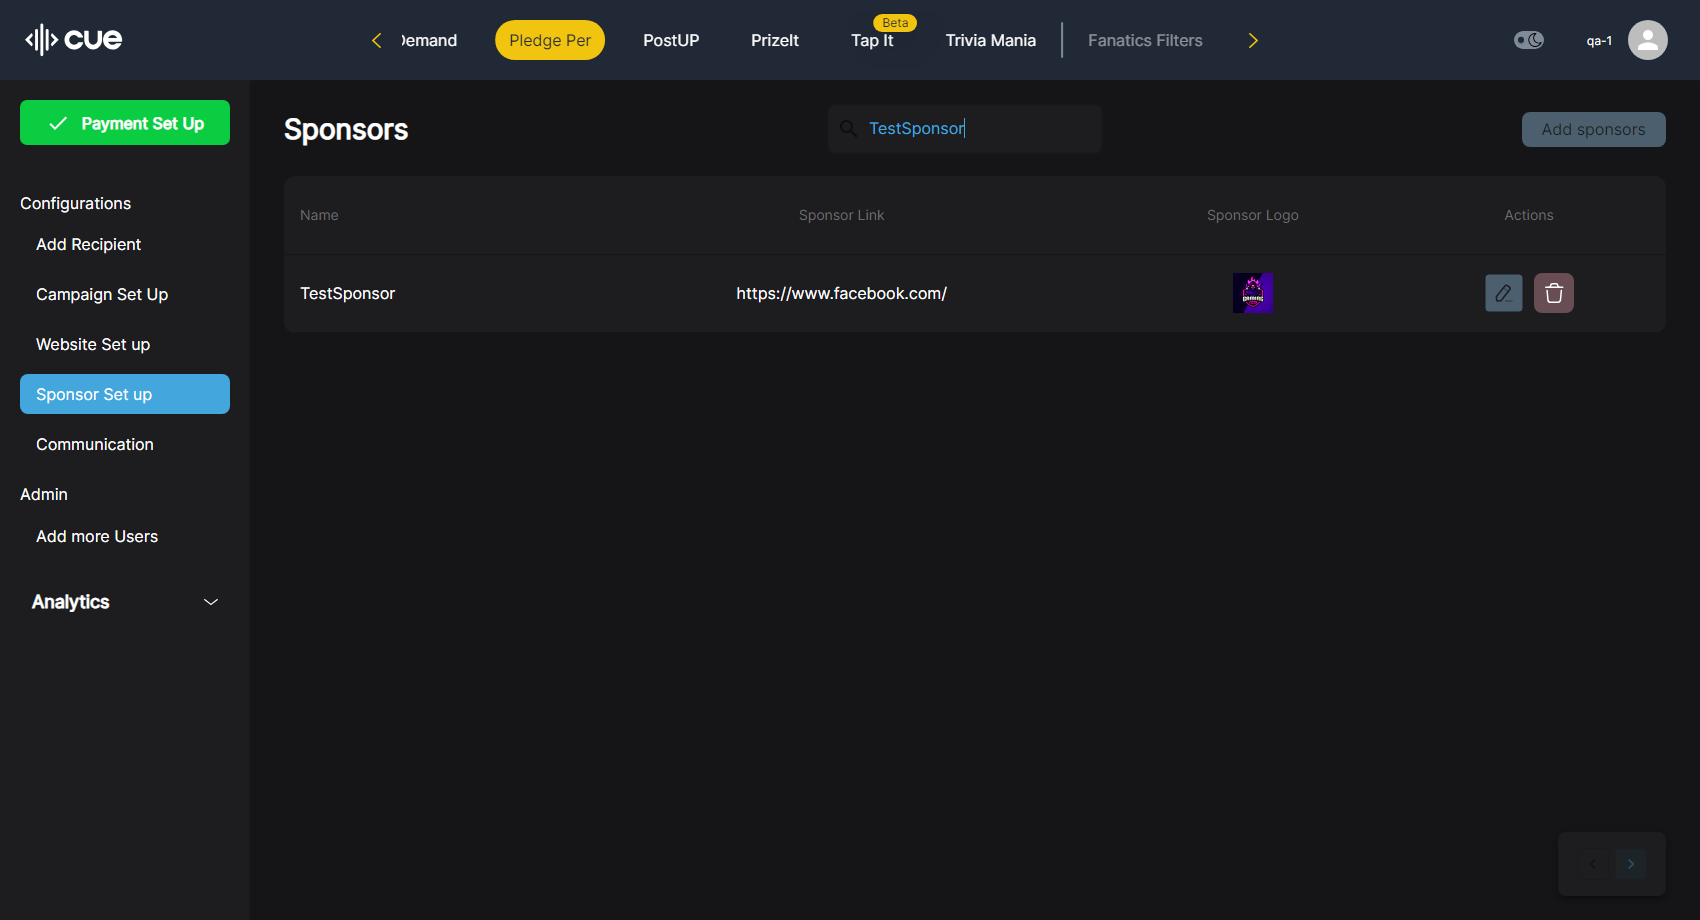 cue
Demand
Pledge Per
PostUP
PrizeIt
Beta
Tap It
Trivia Mania
Fanatics Filters
qa-1
Payment Set Up
Configurations
Add Recipient
Campaign Set Up
Website Set up
Sponsor Set up
Communication
Admin
Add more Users
Analytics
Sponsors
TestSponsor
Add sponsors
Name
Sponsor Link
Sponsor Logo
Actions
TestSponsor
https://www.facebook.com/
GAMING